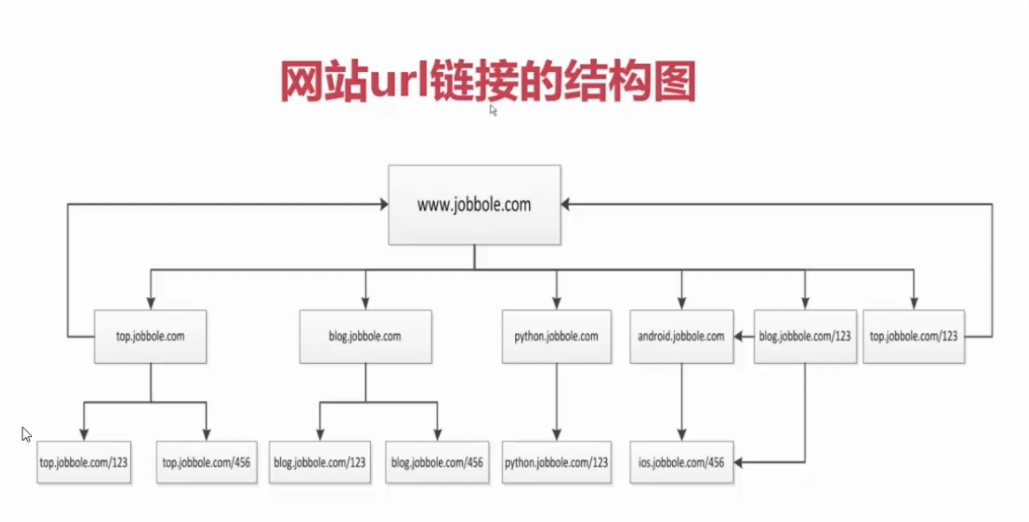 网站url链接的结构图
www.jobbole.com
top.jobbole.com
blog.jobbole.com
python.jobbole.com
android.jobbole.com
blog.jobbole.com/123
top.jobbole.com/123
top.jobbole.com/123
top.jobbole.com/456
blog.jobbole.com/123
blog.jobbole.com/456
python.jobbole.com/123
ios.jobbole.com/456